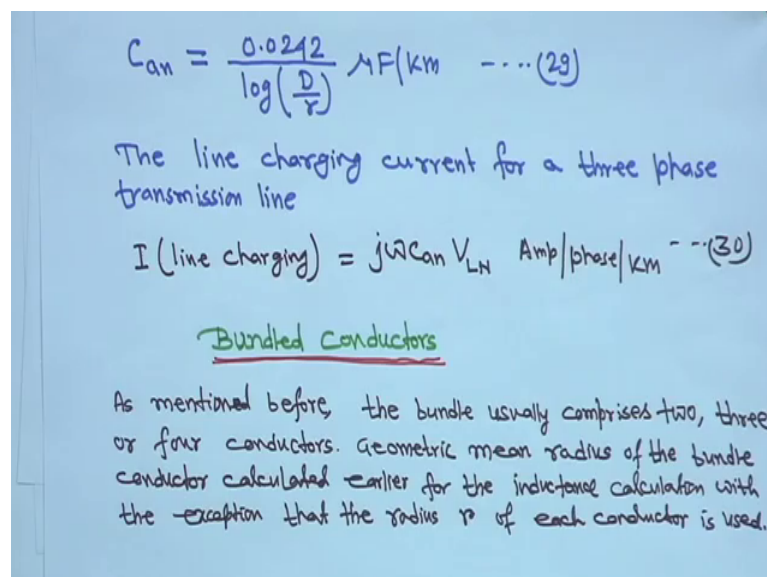 Can = 0.0242 / log(D/r) μF/km ---- (29)
The line charging current for a three phase
transmission line
I (line charging) = jωCan VLN Amp/phase/km ---- (30)
Bundled Conductors
As mentioned before, the bundle usually comprises two, three
or four conductors. Geometric mean radius of the bundle
conductor calculated earlier for the inductance calculation with
the exception that the radius r of each conductor is used.